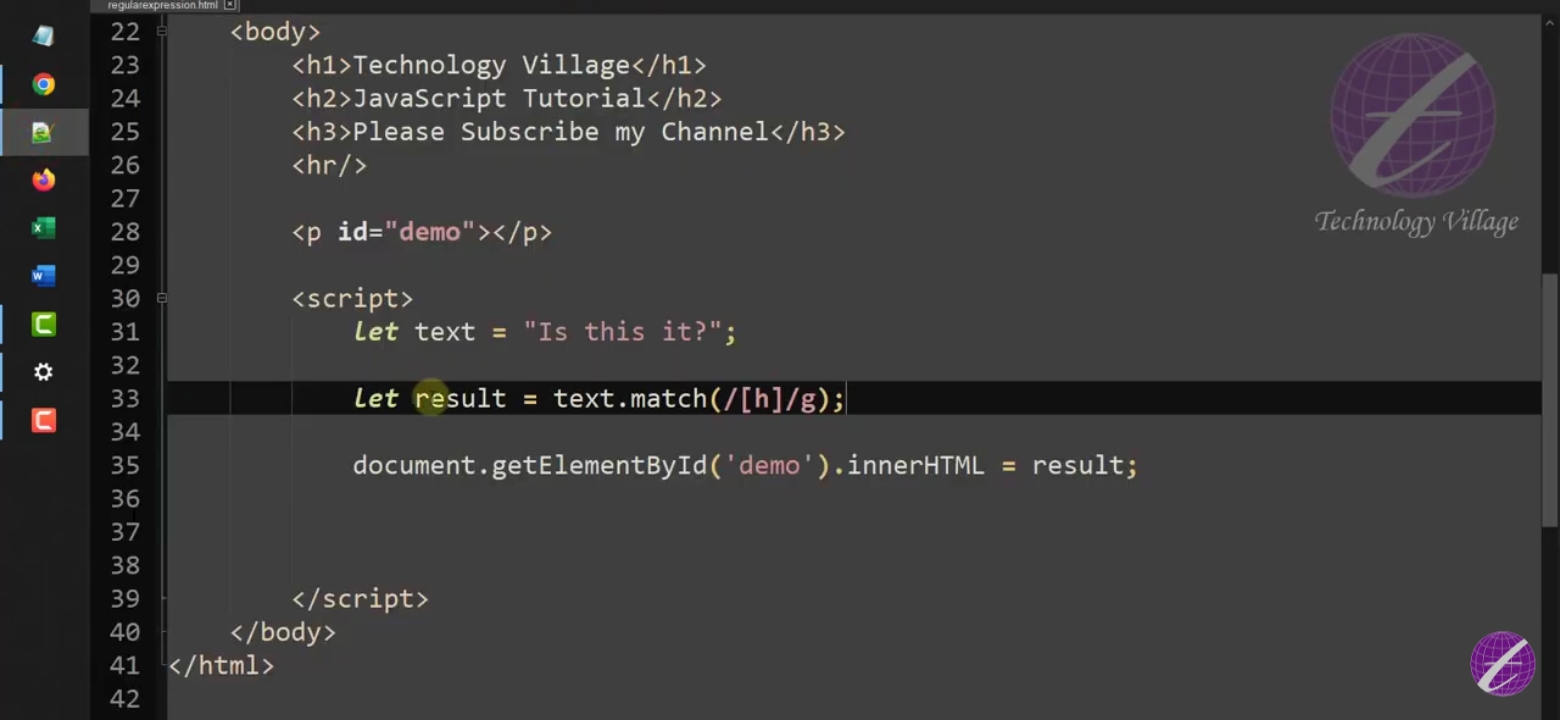 regularexpression.html
22 <body>
23 <h1>Technology Village</h1>
24 <h2>JavaScript Tutorial</h2>
25 <h3>Please Subscribe my Channel</h3>
26 <hr/>
27
28 <p id="demo"></p>
29
30 <script>
31 let text = "Is this it?";
32
33 let result = text.match(/[h]/g);
34
35 document.getElementById('demo').innerHTML = result;
36
37
38
39 </script>
40 </body>
41 </html>
42
Technology Village